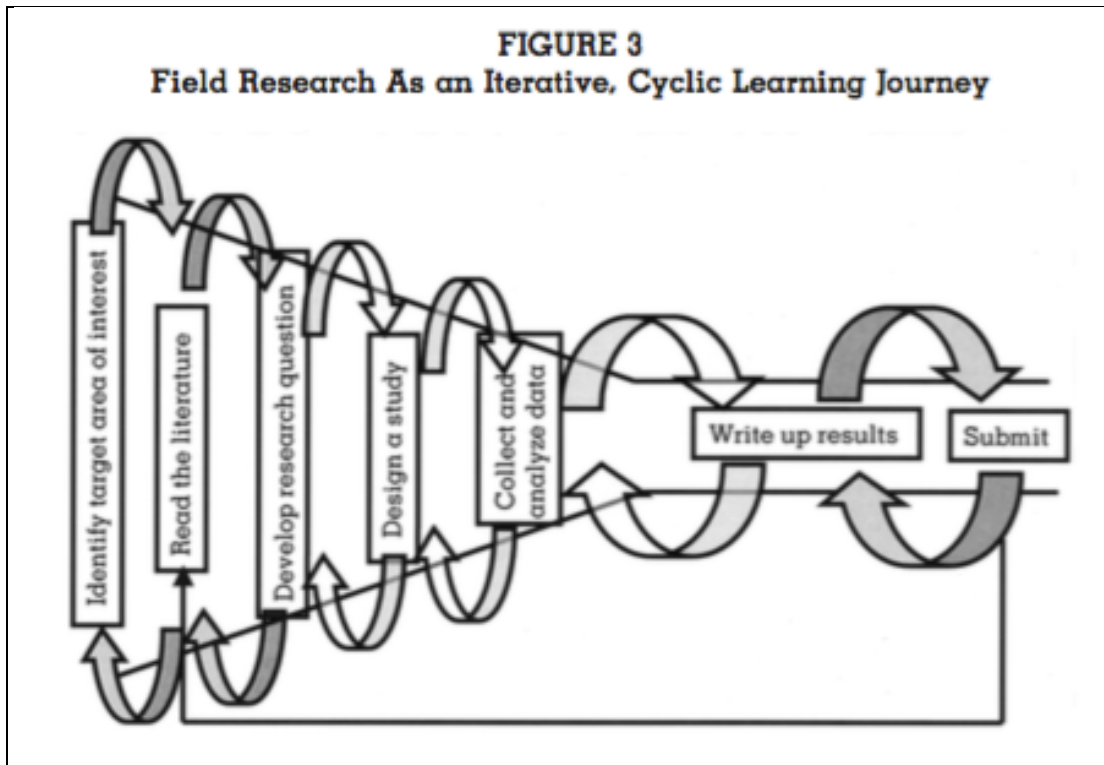 FIGURE 3
Field Research As an Iterative, Cyclic Learning Journey
Identify target area of interest
Read the literature
Develop research question
Design a study
Collect and
analyze data
Write up results
Submit